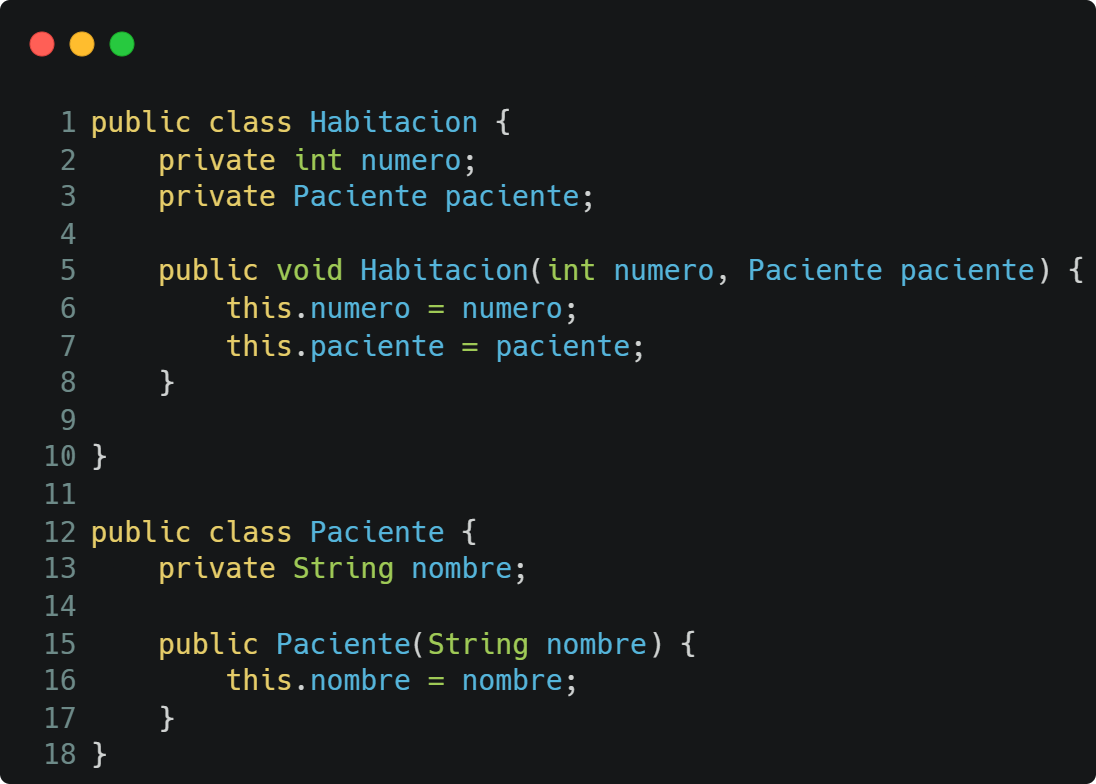 1 public class Habitacion {
2     private int numero;
3     private Paciente paciente;
4
5     public void Habitacion(int numero, Paciente paciente) {
6         this.numero = numero;
7         this.paciente = paciente;
8     }
9
10 }
11
12 public class Paciente {
13     private String nombre;
14
15     public Paciente(String nombre) {
16         this.nombre = nombre;
17     }
18 }